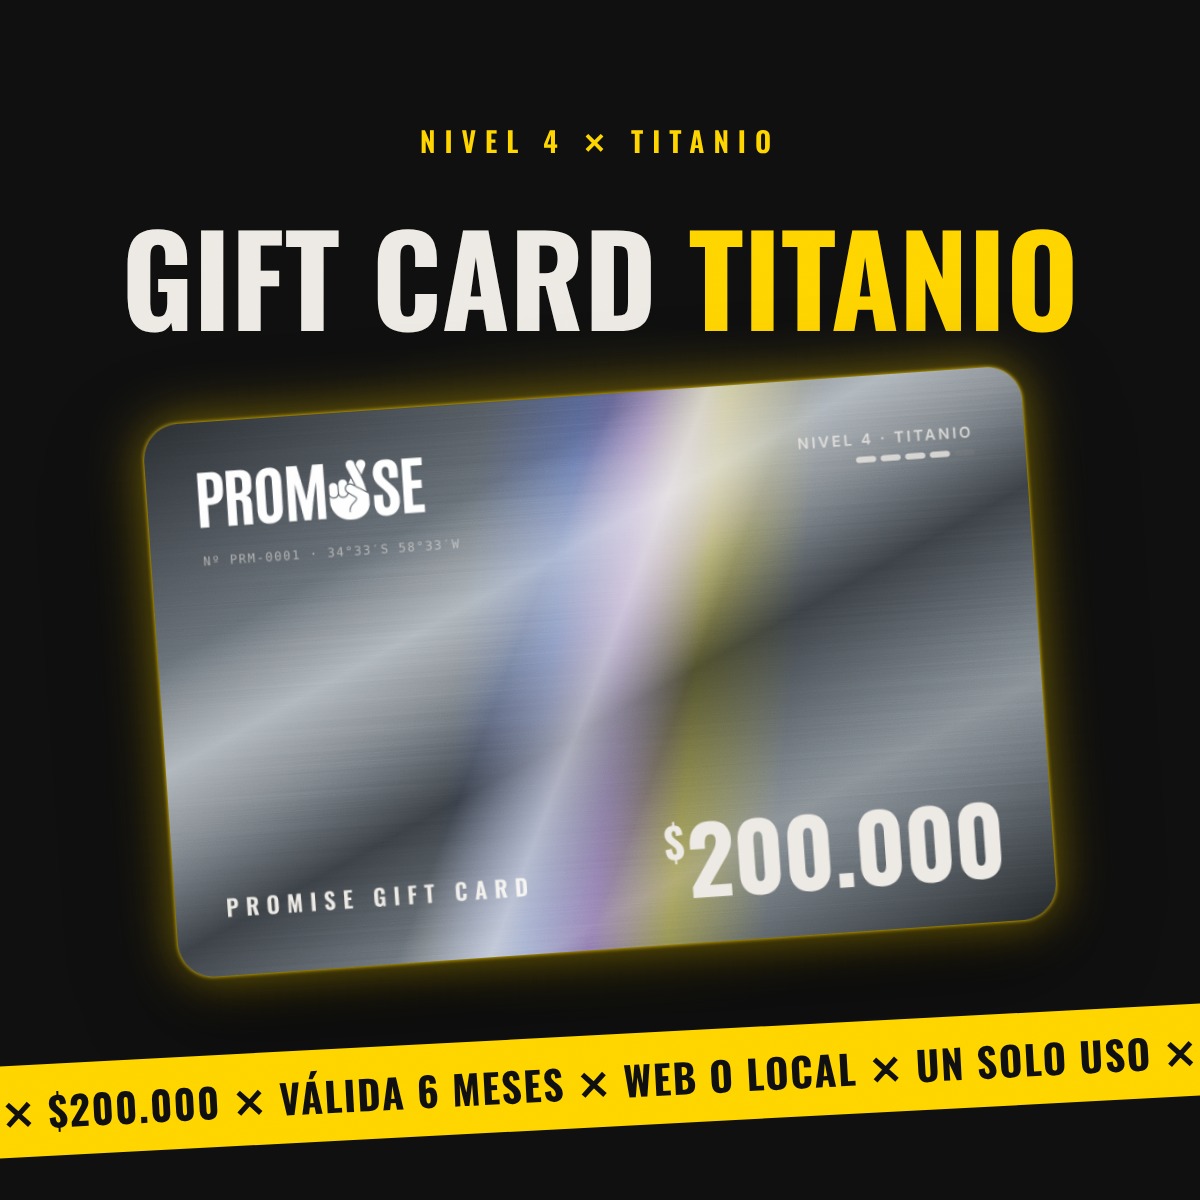 NIVEL 4 × TITANIO
GIFT CARD TITANIO
PROMISE
NIVEL 4 · TITANIO
Nº PRM-0001 · 34°33′S 58°33′W
PROMISE GIFT CARD
$200.000
× $200.000 × VÁLIDA 6 MESES × WEB O LOCAL × UN SOLO USO ×